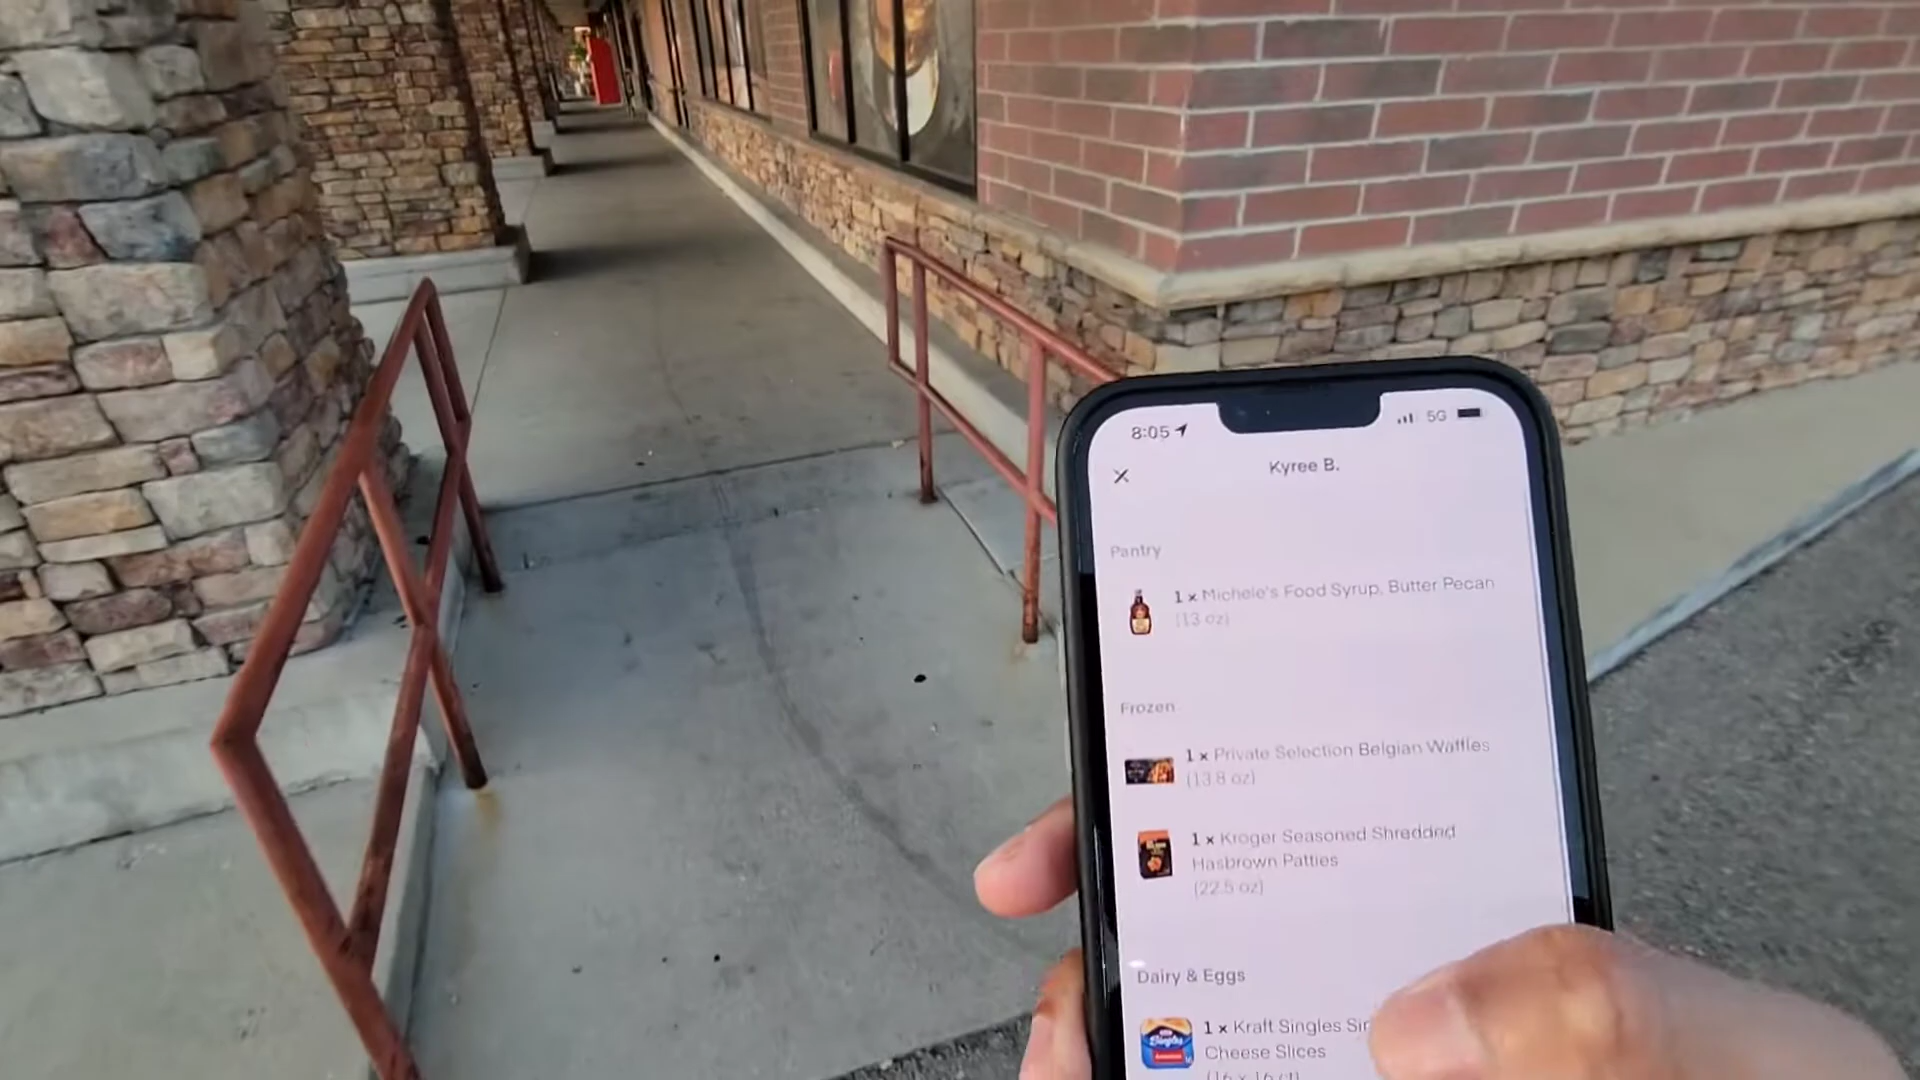 8:05
5G
Kyree B.
Pantry
1 x Michele's Food Syrup, Butter Pecan
(13 oz)
Frozen
1 x Private Selection Belgian Waffles
(13.8 oz)
1 x Kroger Seasoned Shredded
Hasbrown Patties
(22.5 oz)
Dairy & Eggs
1 x Kraft Singles
Cheese Slices
Singles